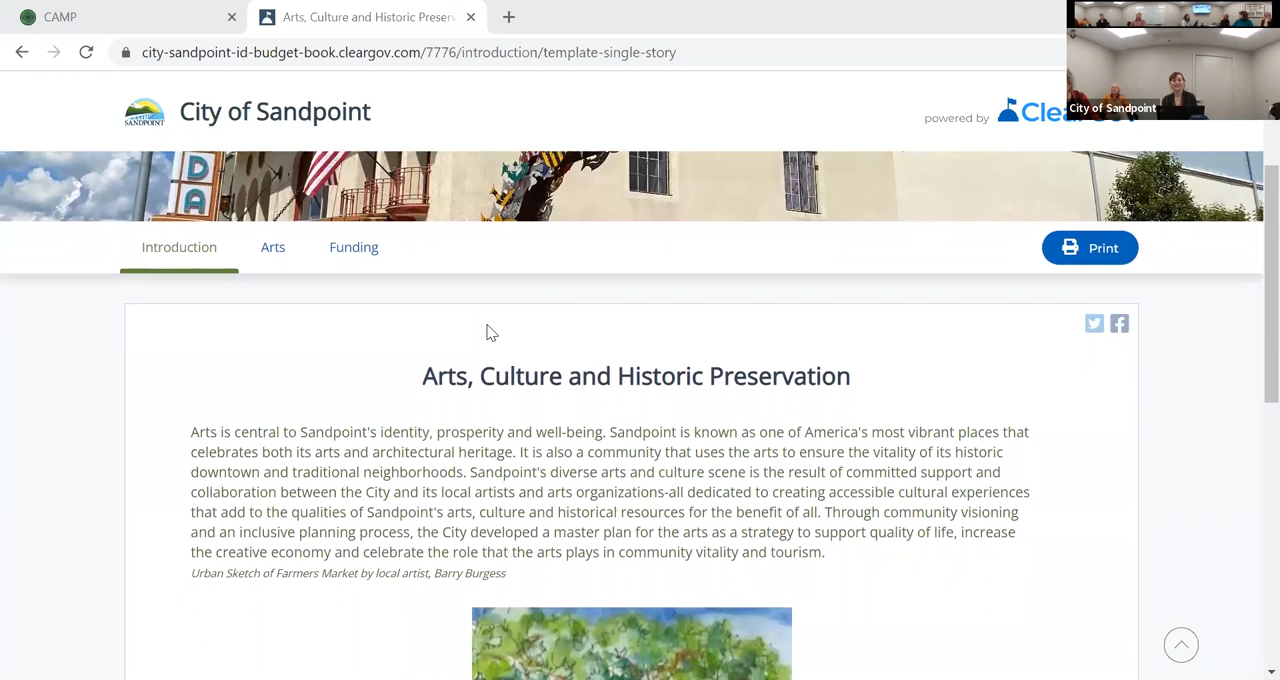 CAMP
Arts, Culture and Historic Preserv
city-sandpoint-id-budget-book.cleargov.com/7776/introduction/template-single-story
City of Sandpoint
SANDPOINT
City of Sandpoint
powered by
Cle
DA
Introduction
Arts
Funding
Print
Arts, Culture and Historic Preservation
Arts is central to Sandpoint's identity, prosperity and well-being. Sandpoint is known as one of America's most vibrant places that
celebrates both its arts and architectural heritage. It is also a community that uses the arts to ensure the vitality of its historic
downtown and traditional neighborhoods. Sandpoint's diverse arts and culture scene is the result of committed support and
collaboration between the City and its local artists and arts organizations-all dedicated to creating accessible cultural experiences
that add to the qualities of Sandpoint's arts, culture and historical resources for the benefit of all. Through community visioning
and an inclusive planning process, the City developed a master plan for the arts as a strategy to support quality of life, increase
the creative economy and celebrate the role that the arts plays in community vitality and tourism.
Urban Sketch of Farmers Market by local artist, Barry Burgess